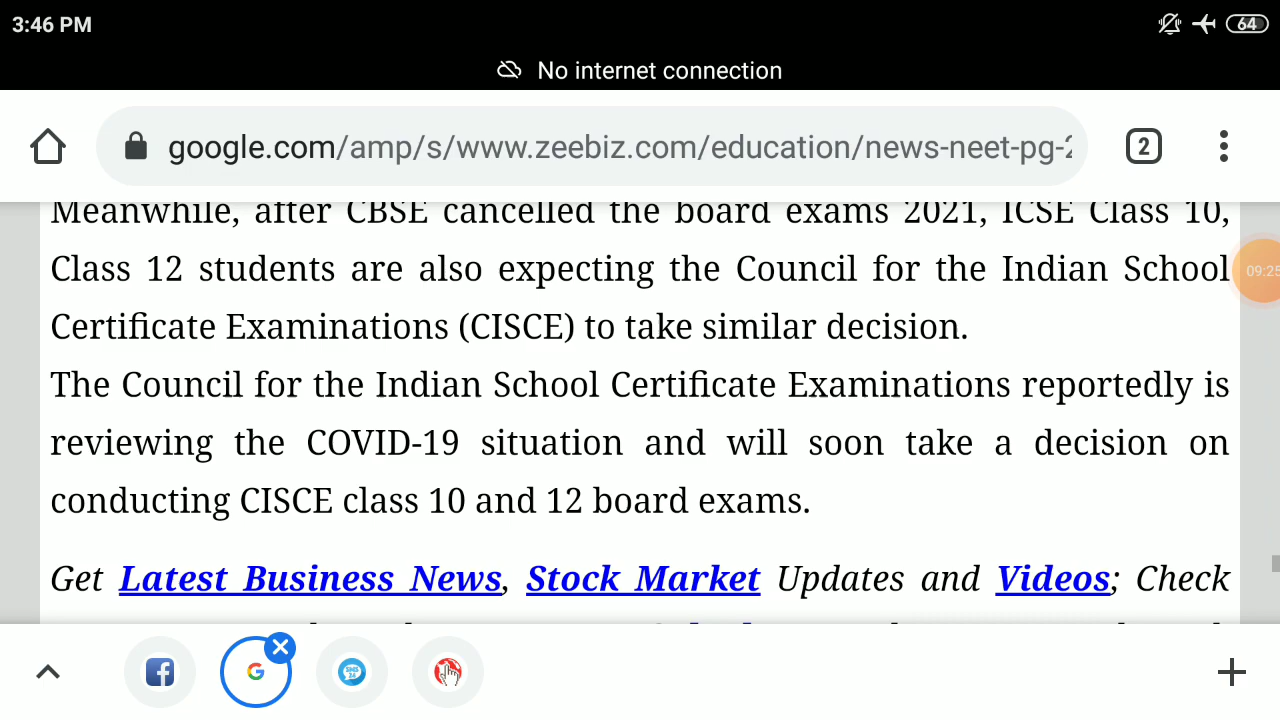 3:46 PM
64
No internet connection
google.com/amp/s/www.zeebiz.com/education/news-neet-pg-2
2
Meanwhile, after CBSE cancelled the board exams 2021, ICSE Class 10,
09:25
Class 12 students are also expecting the Council for the Indian School
Certificate Examinations (CISCE) to take similar decision.
The Council for the Indian School Certificate Examinations reportedly is
reviewing the COVID-19 situation and will soon take a decision on
conducting CISCE class 10 and 12 board exams.
Get Latest Business News, Stock Market Updates and Videos; Check